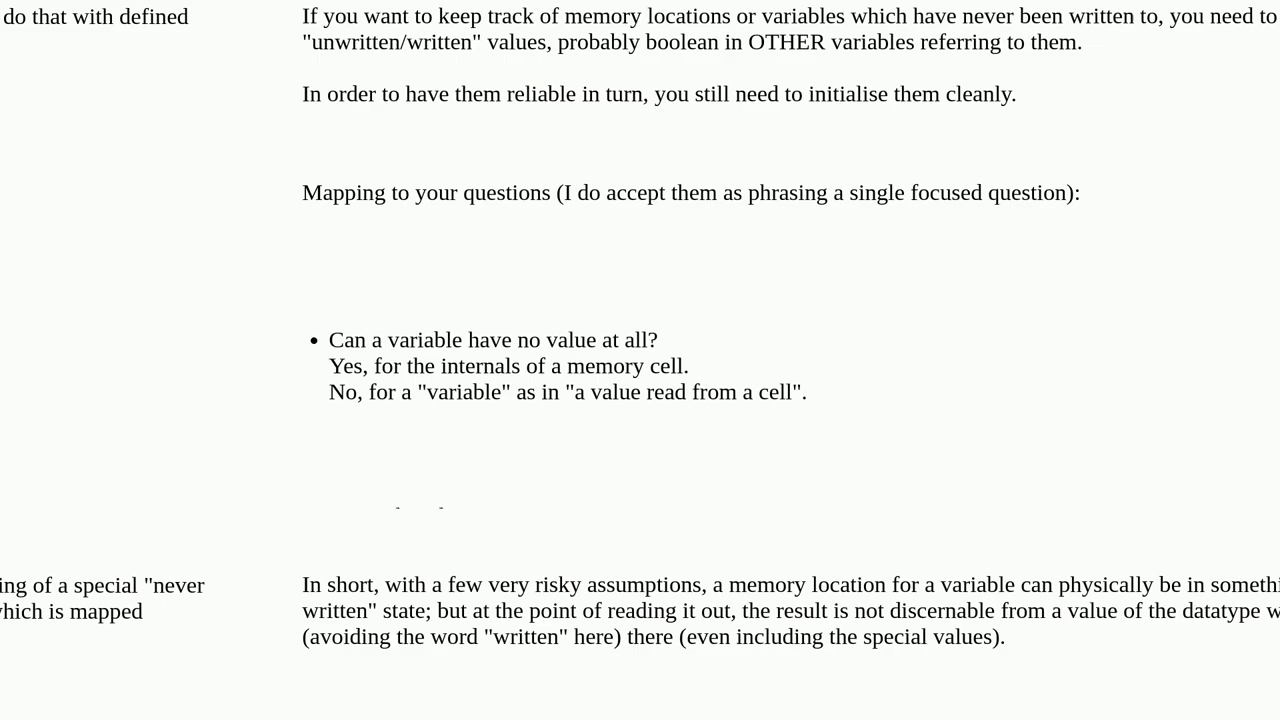 do that with defined
If you want to keep track of memory locations or variables which have never been written to, you need to
"unwritten/written" values, probably boolean in OTHER variables referring to them.
In order to have them reliable in turn, you still need to initialise them cleanly.
Mapping to your questions (I do accept them as phrasing a single focused question):
• Can a variable have no value at all?
Yes, for the internals of a memory cell.
No, for a "variable" as in "a value read from a cell".
ing of a special "never
which is mapped
In short, with a few very risky assumptions, a memory location for a variable can physically be in somethi
written" state; but at the point of reading it out, the result is not discernable from a value of the datatype w
(avoiding the word "written" here) there (even including the special values).